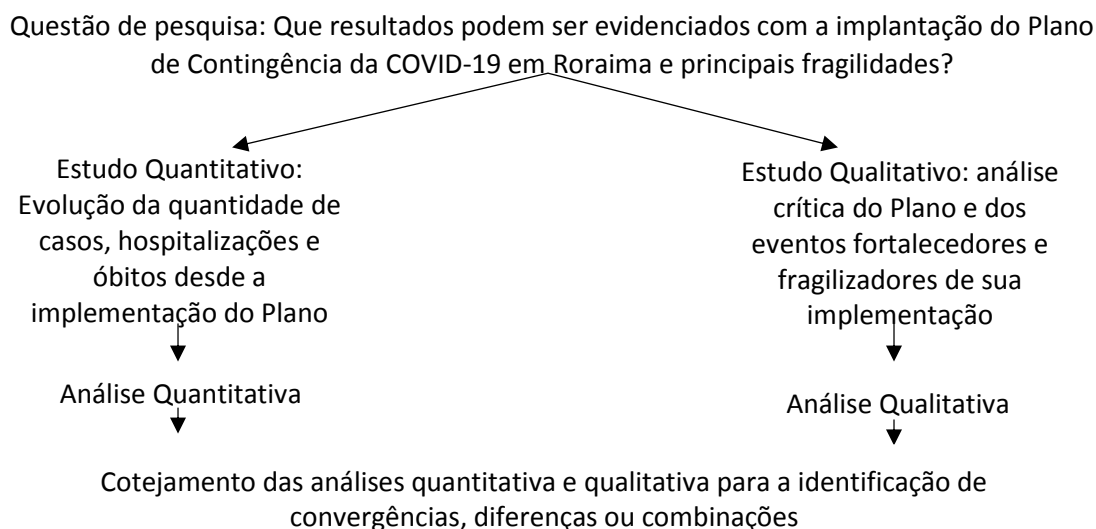 Questão de pesquisa: Que resultados podem ser evidenciados com a implantação do Plano
de Contingência da COVID-19 em Roraima e principais fragilidades?
Estudo Quantitativo:
Evolução da quantidade de
casos, hospitalizações e
óbitos desde a
implementação do Plano
Estudo Qualitativo: análise
crítica do Plano e dos
eventos fortalecedores e
fragilizadores de sua
implementação
Análise Quantitativa
Análise Qualitativa
Cotejamento das análises quantitativa e qualitativa para a identificação de
convergências, diferenças ou combinações